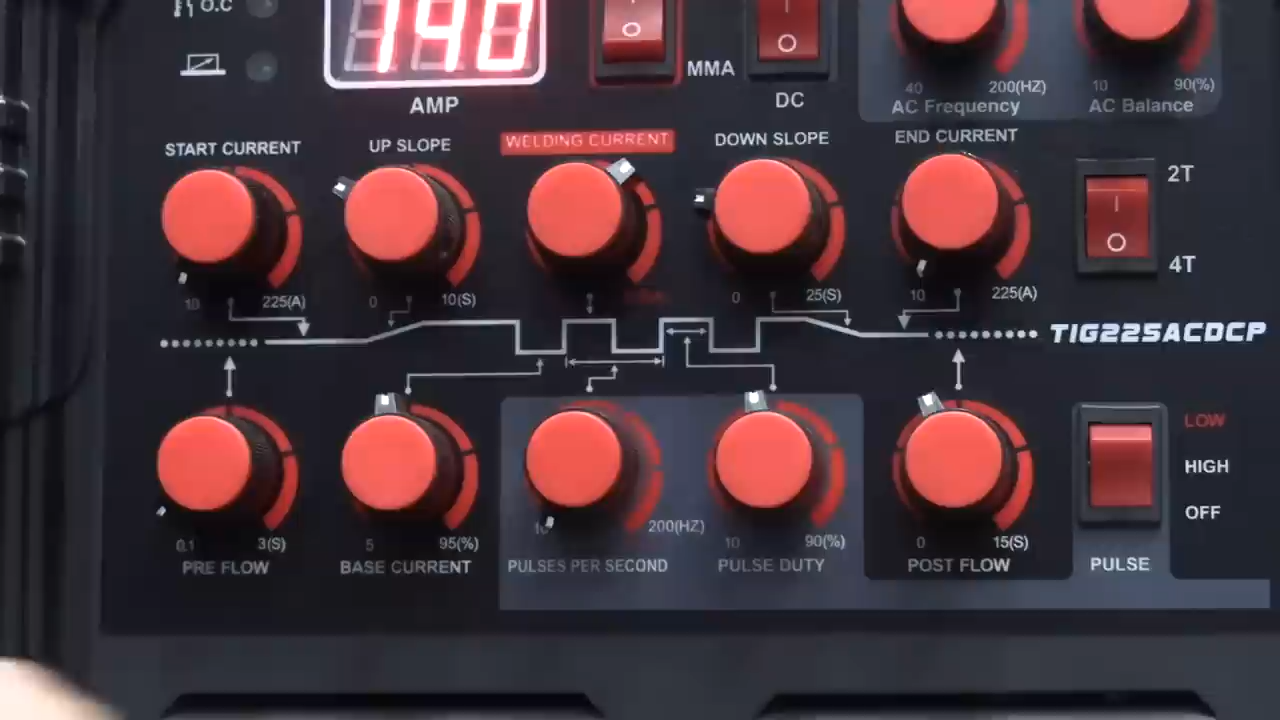 O.C
140
I
O
I
O
MMA
DC
AMP
40
200(HZ)
AC Frequency
10
90(%)
AC Balance
START CURRENT
UP SLOPE
WELDING CURRENT
DOWN SLOPE
END CURRENT
2T
I
O
4T
10
225(A)
0
10(S)
0
25(S)
10
225(A)
TIG225ACDCP
LOW
HIGH
OFF
0.1
3(S)
5
95(%)
10
200(HZ)
10
90(%)
0
15(S)
PRE FLOW
BASE CURRENT
PULSES PER SECOND
PULSE DUTY
POST FLOW
PULSE